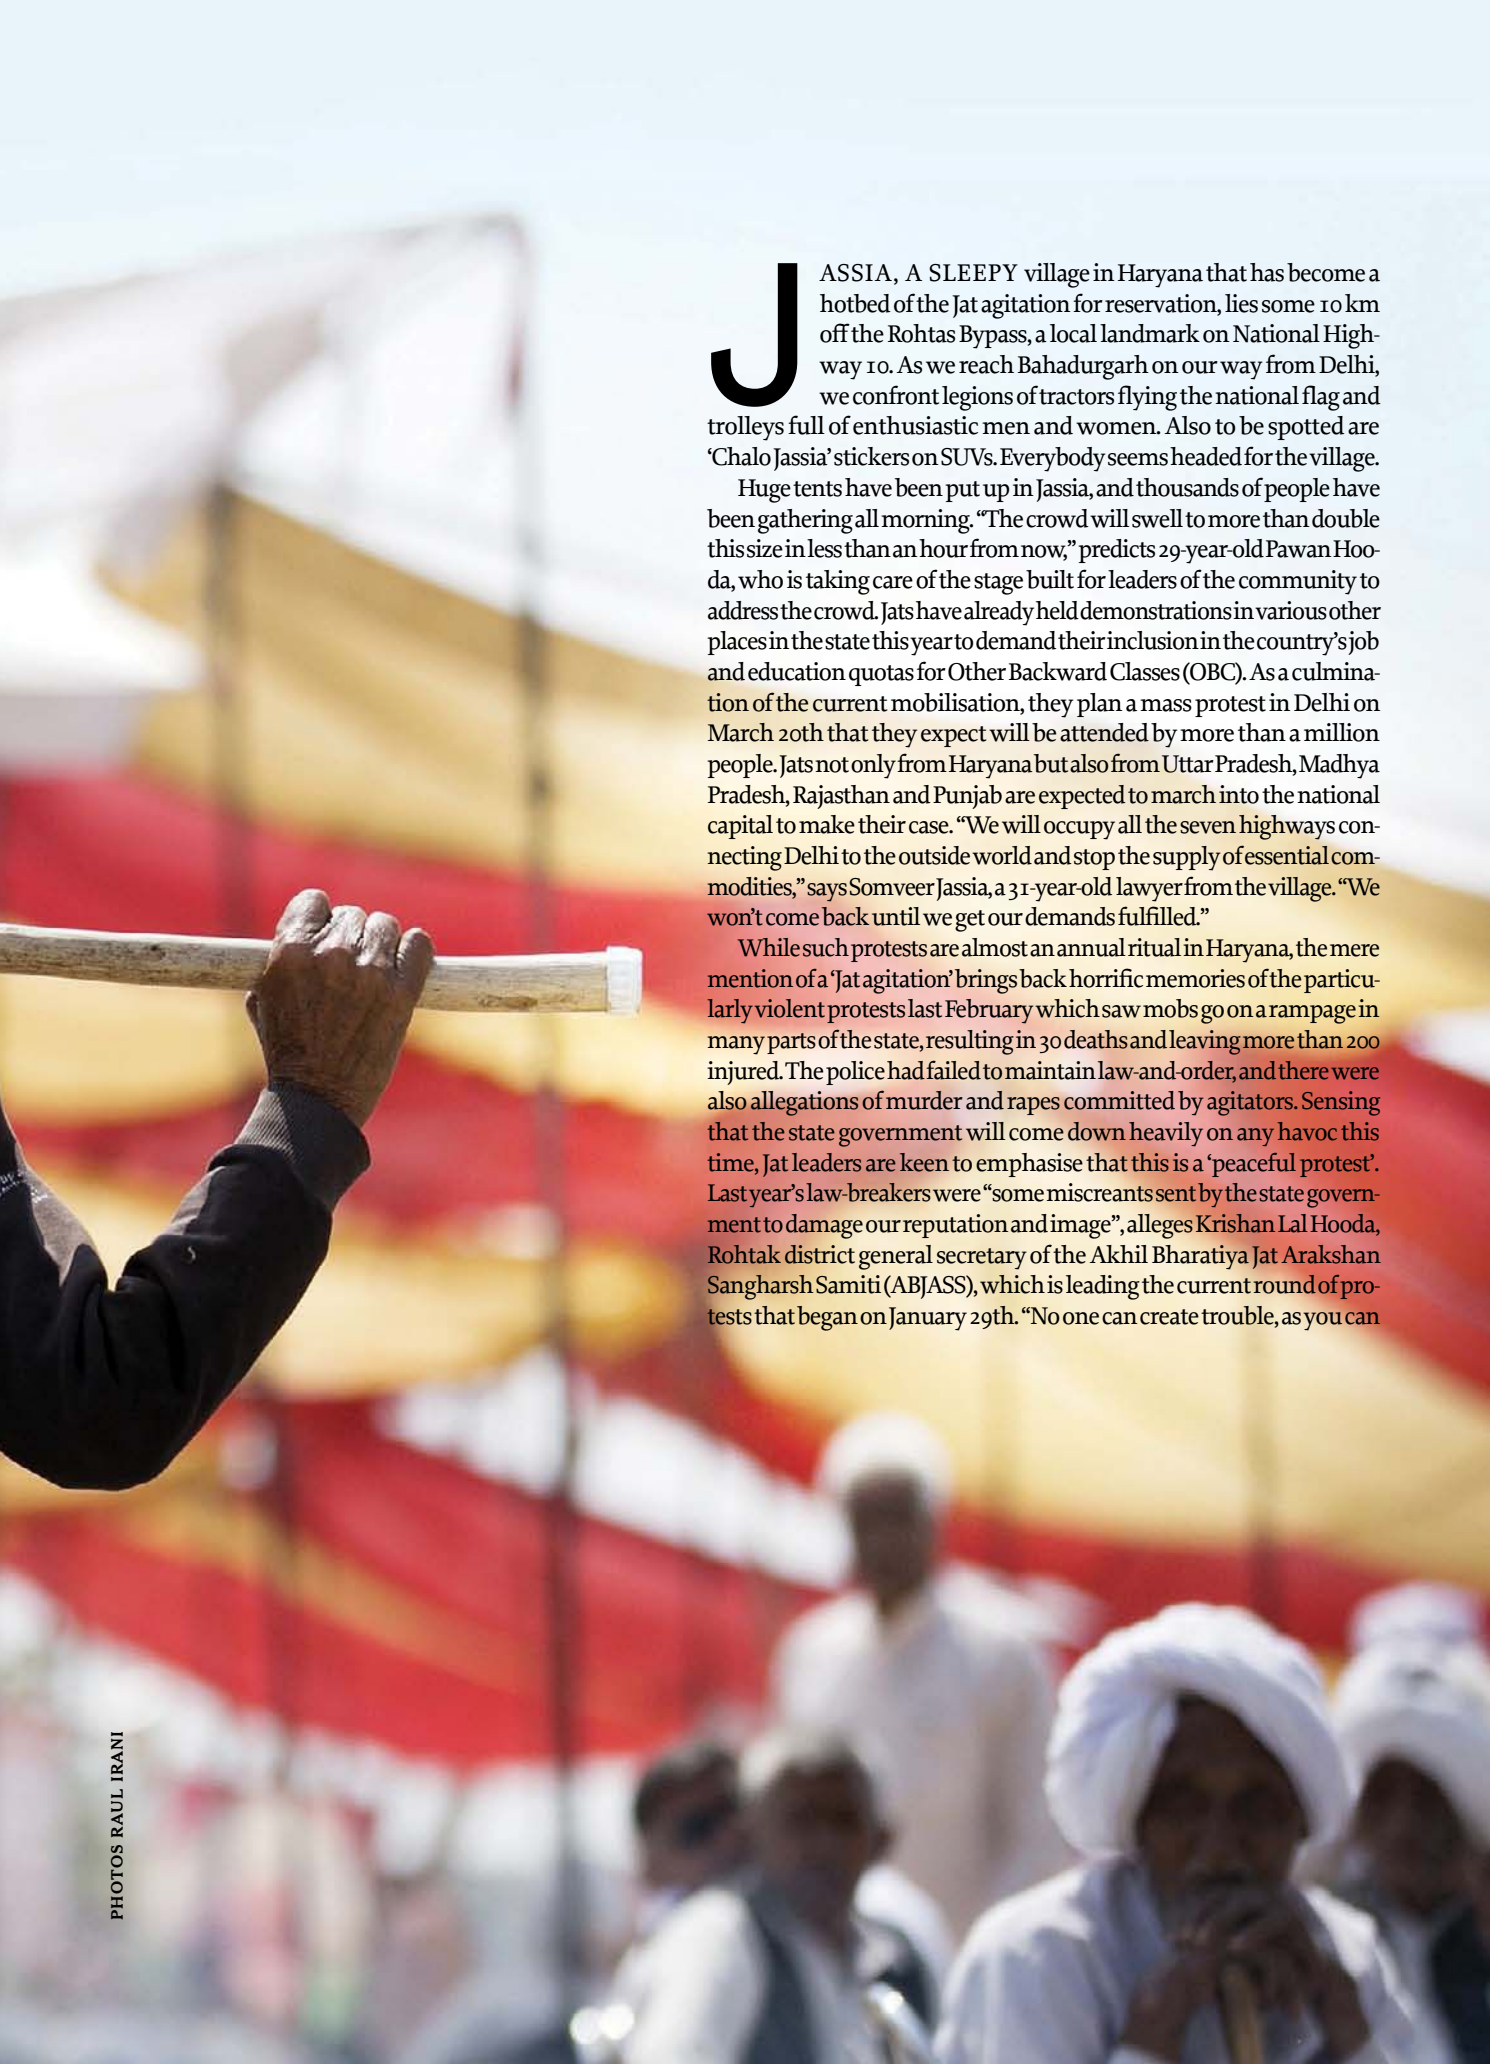 JASSIA, A SLEEPY village in Haryana that has become a
hotbed of the Jat agitation for reservation, lies some 10 km
off the Rohtas Bypass, a local landmark on National High-
way 10. As we reach Bahadurgarh on our way from Delhi,
we confront legions of tractors flying the national flag and
trolleys full of enthusiastic men and women. Also to be spotted are
‘Chalo Jassia’ stickers on SUVs. Everybody seems headed for the village.
Huge tents have been put up in Jassia, and thousands of people have
been gathering all morning. “The crowd will swell to more than double
this size in less than an hour from now,” predicts 29-year-old Pawan Hoo-
da, who is taking care of the stage built for leaders of the community to
address the crowd. Jats have already held demonstrations in various other
places in the state this year to demand their inclusion in the country’s job
and education quotas for Other Backward Classes (OBC). As a culmina-
tion of the current mobilisation, they plan a mass protest in Delhi on
March 20th that they expect will be attended by more than a million
people. Jats not only from Haryana but also from Uttar Pradesh, Madhya
Pradesh, Rajasthan and Punjab are expected to march into the national
capital to make their case. “We will occupy all the seven highways con-
necting Delhi to the outside world and stop the supply of essential com-
modities,” says Somveer Jassia, a 31-year-old lawyer from the village. “We
won’t come back until we get our demands fulfilled.”
While such protests are almost an annual ritual in Haryana, the mere
mention of a ‘Jat agitation’ brings back horrific memories of the particu-
larly violent protests last February which saw mobs go on a rampage in
many parts of the state, resulting in 30 deaths and leaving more than 200
injured. The police had failed to maintain law-and-order, and there were
also allegations of murder and rapes committed by agitators. Sensing
that the state government will come down heavily on any havoc this
time, Jat leaders are keen to emphasise that this is a ‘peaceful protest’.
Last year’s law-breakers were “some miscreants sent by the state govern-
ment to damage our reputation and image”, alleges Krishan Lal Hooda,
Rohtak district general secretary of the Akhil Bharatiya Jat Arakshan
Sangharsh Samiti (ABJASS), which is leading the current round of pro-
tests that began on January 29th. “No one can create trouble, as you can
PHOTOS RAUL IRANI